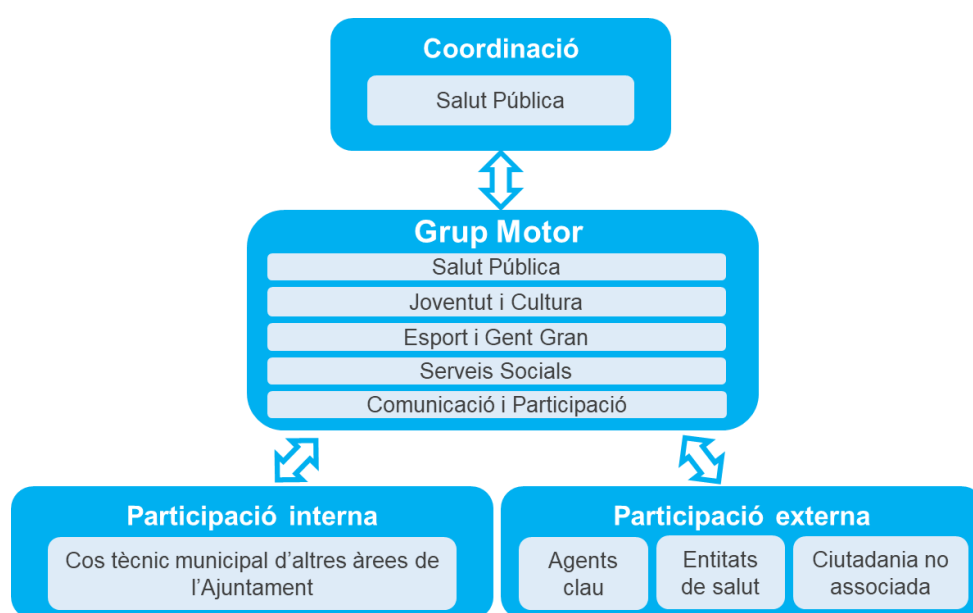 Coordinació
Salut Pública
Grup Motor
Salut Pública
Joventut i Cultura
Esport i Gent Gran
Serveis Socials
Comunicació i Participació
Participació interna
Cos tècnic municipal d’altres àrees de
l’Ajuntament
Participació externa
Agents
clau
Entitats
de salut
Ciutadania no
associada